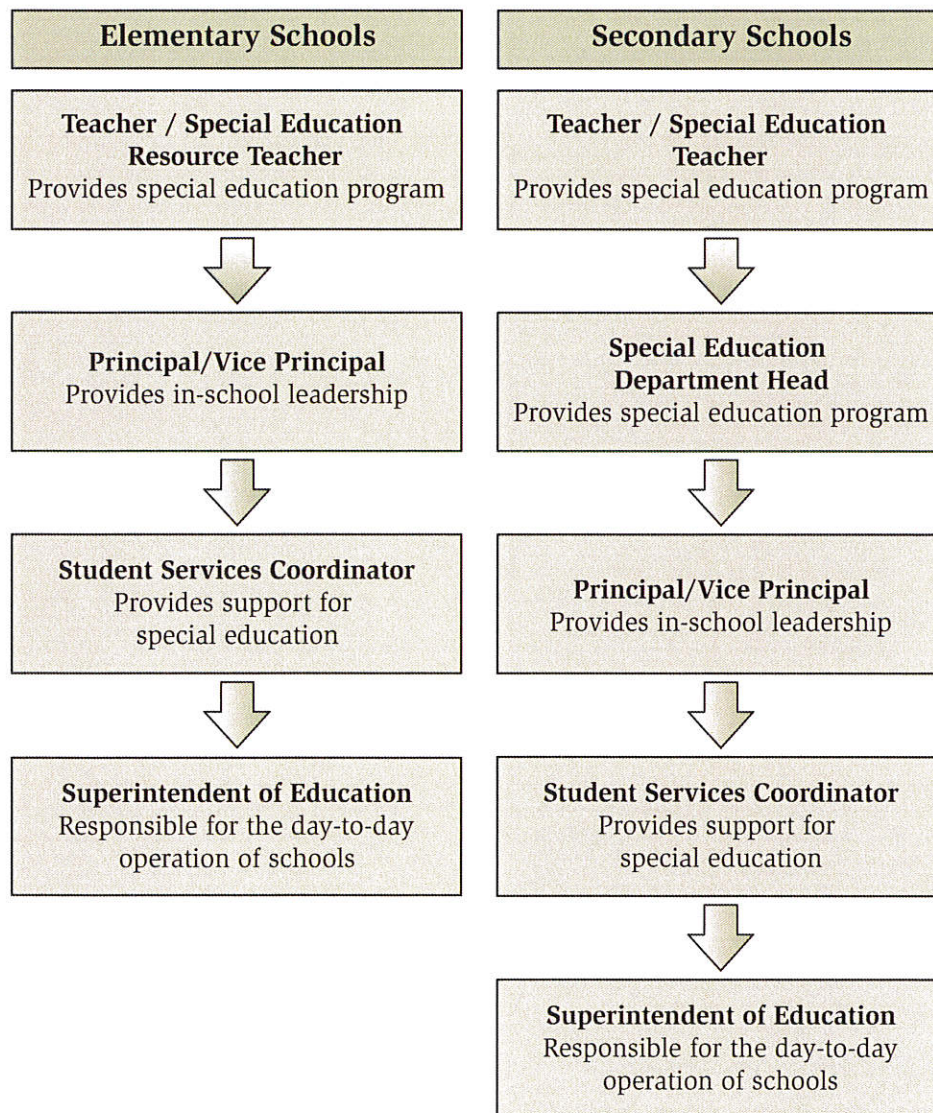 Elementary Schools
Teacher / Special Education
Resource Teacher
Provides special education program
Principal/Vice Principal
Provides in-school leadership
Student Services Coordinator
Provides support for
special education
Superintendent of Education
Responsible for the day-to-day
operation of schools
Secondary Schools
Teacher / Special Education
Teacher
Provides special education program
Special Education
Department Head
Provides special education program
Principal/Vice Principal
Provides in-school leadership
Student Services Coordinator
Provides support for
special education
Superintendent of Education
Responsible for the day-to-day
operation of schools